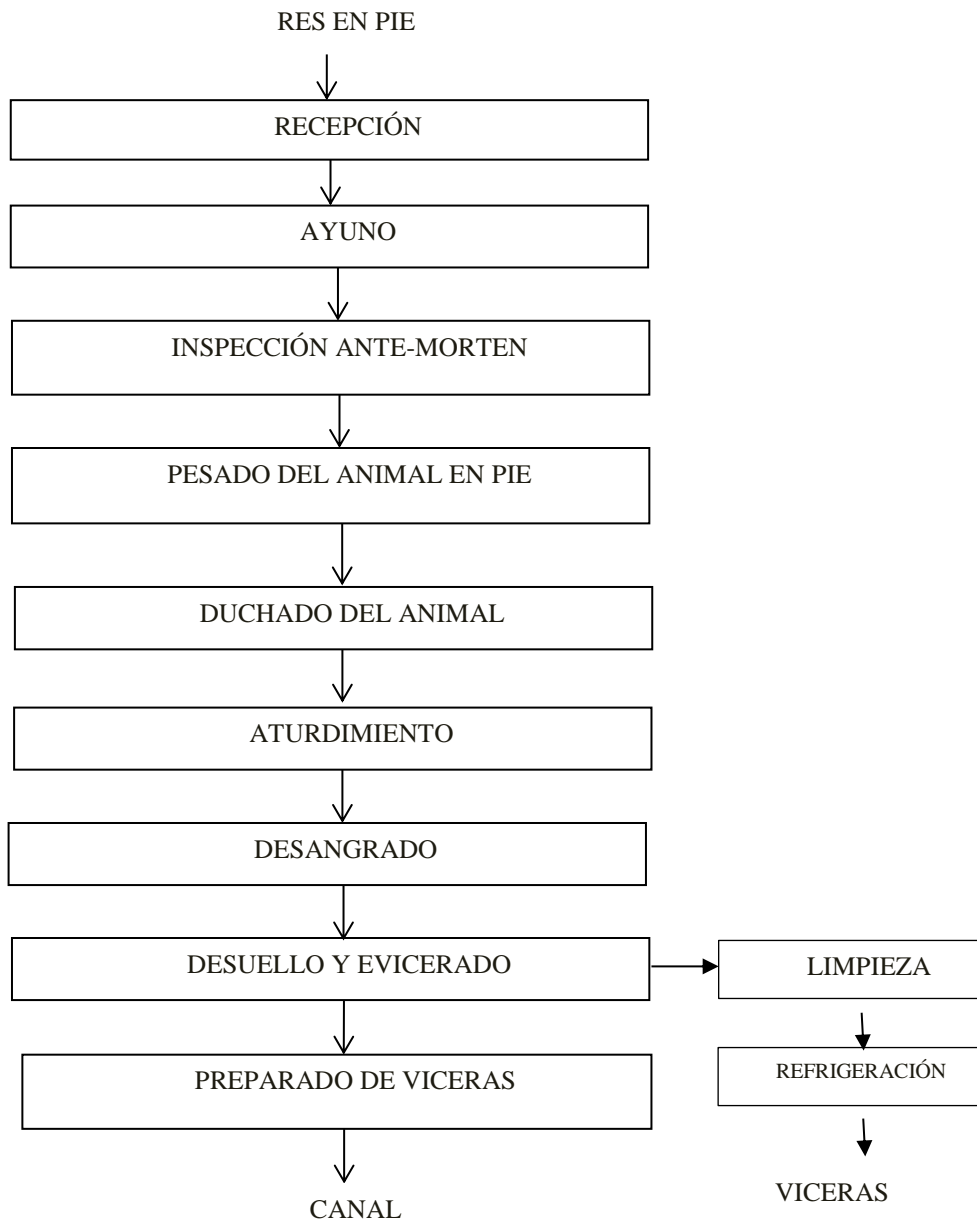 RES EN PIE
RECEPCIÓN
AYUNO
INSPECCIÓN ANTE-MORTEN
PESADO DEL ANIMAL EN PIE
DUCHADO DEL ANIMAL
ATURDIMIENTO
DESANGRADO
DESUELLO Y EVICERADO
LIMPIEZA
PREPARADO DE VICERAS
REFRIGERACIÓN
CANAL
VICERAS